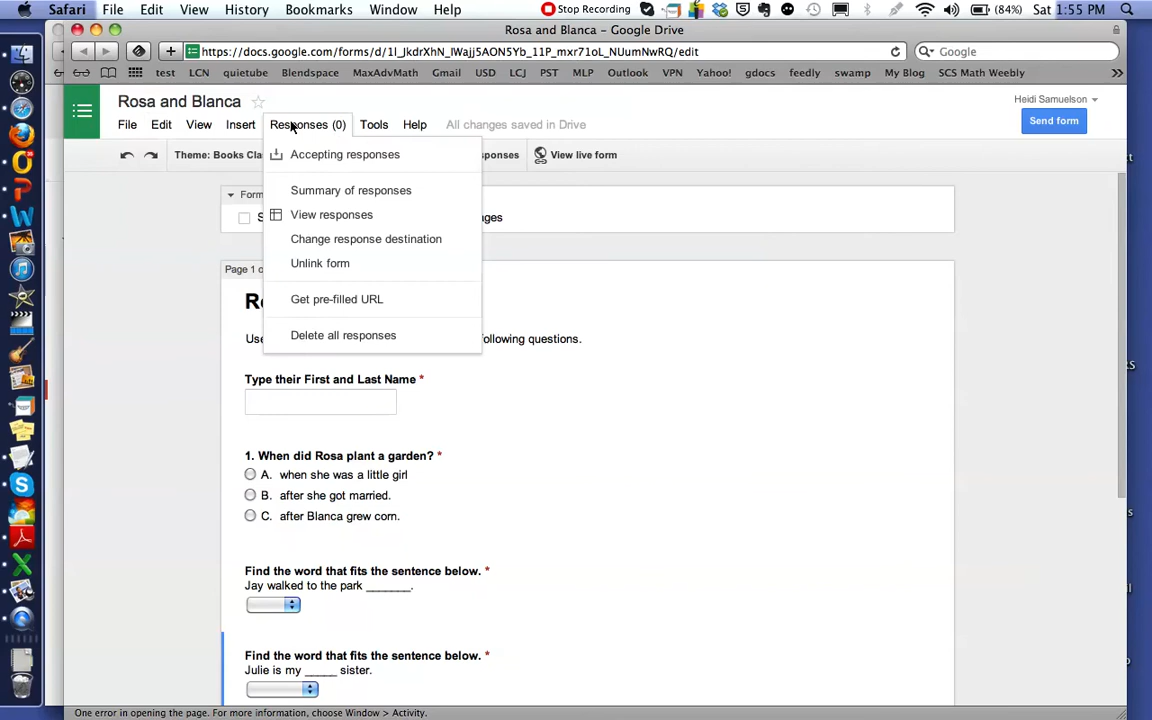 Safari File Edit View History Bookmarks Window Help Stop Recording (84%) Sat 1:55 PM
Rosa and Blanca – Google Drive
https://docs.google.com/forms/d/1l_JkdrXhN_lWajj5AON5Yb_11P_mxr71oL_NUumNwRQ/edit Google
test LCN quietube Blendspace MaxAdvMath Gmail USD LCJ PST MLP Outlook VPN Yahoo! gdocs feedly swamp My Blog SCS Math Weekly
Rosa and Blanca Heidi Samuelson
File Edit View Insert Responses (0) Tools Help All changes saved in Drive Send form
Theme: Books Cla ponses View live form
Accepting responses
Summary of responses
View responses
Change response destination
Unlink form
Get pre-filled URL
Delete all responses
Form
S ges
Page 1 o
R
Use ollowing questions.
Type their First and Last Name *
1. When did Rosa plant a garden? *
A. when she was a little girl
B. after she got married.
C. after Blanca grew corn.
Find the word that fits the sentence below. *
Jay walked to the park _______.
Find the word that fits the sentence below. *
Julie is my _____ sister.
One error in opening the page. For more information, choose Window > Activity.